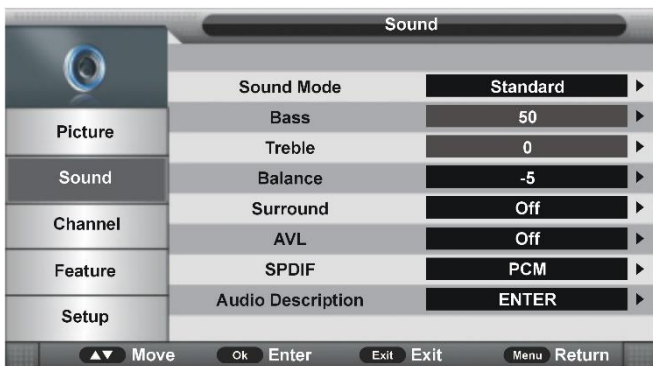 Sound
Picture
Sound
Channel
Feature
Setup
Sound Mode Standard
Bass 50
Treble 0
Balance -5
Surround Off
AVL Off
SPDIF PCM
Audio Description ENTER
▲▼ Move Ok Enter Exit Exit Menu Return